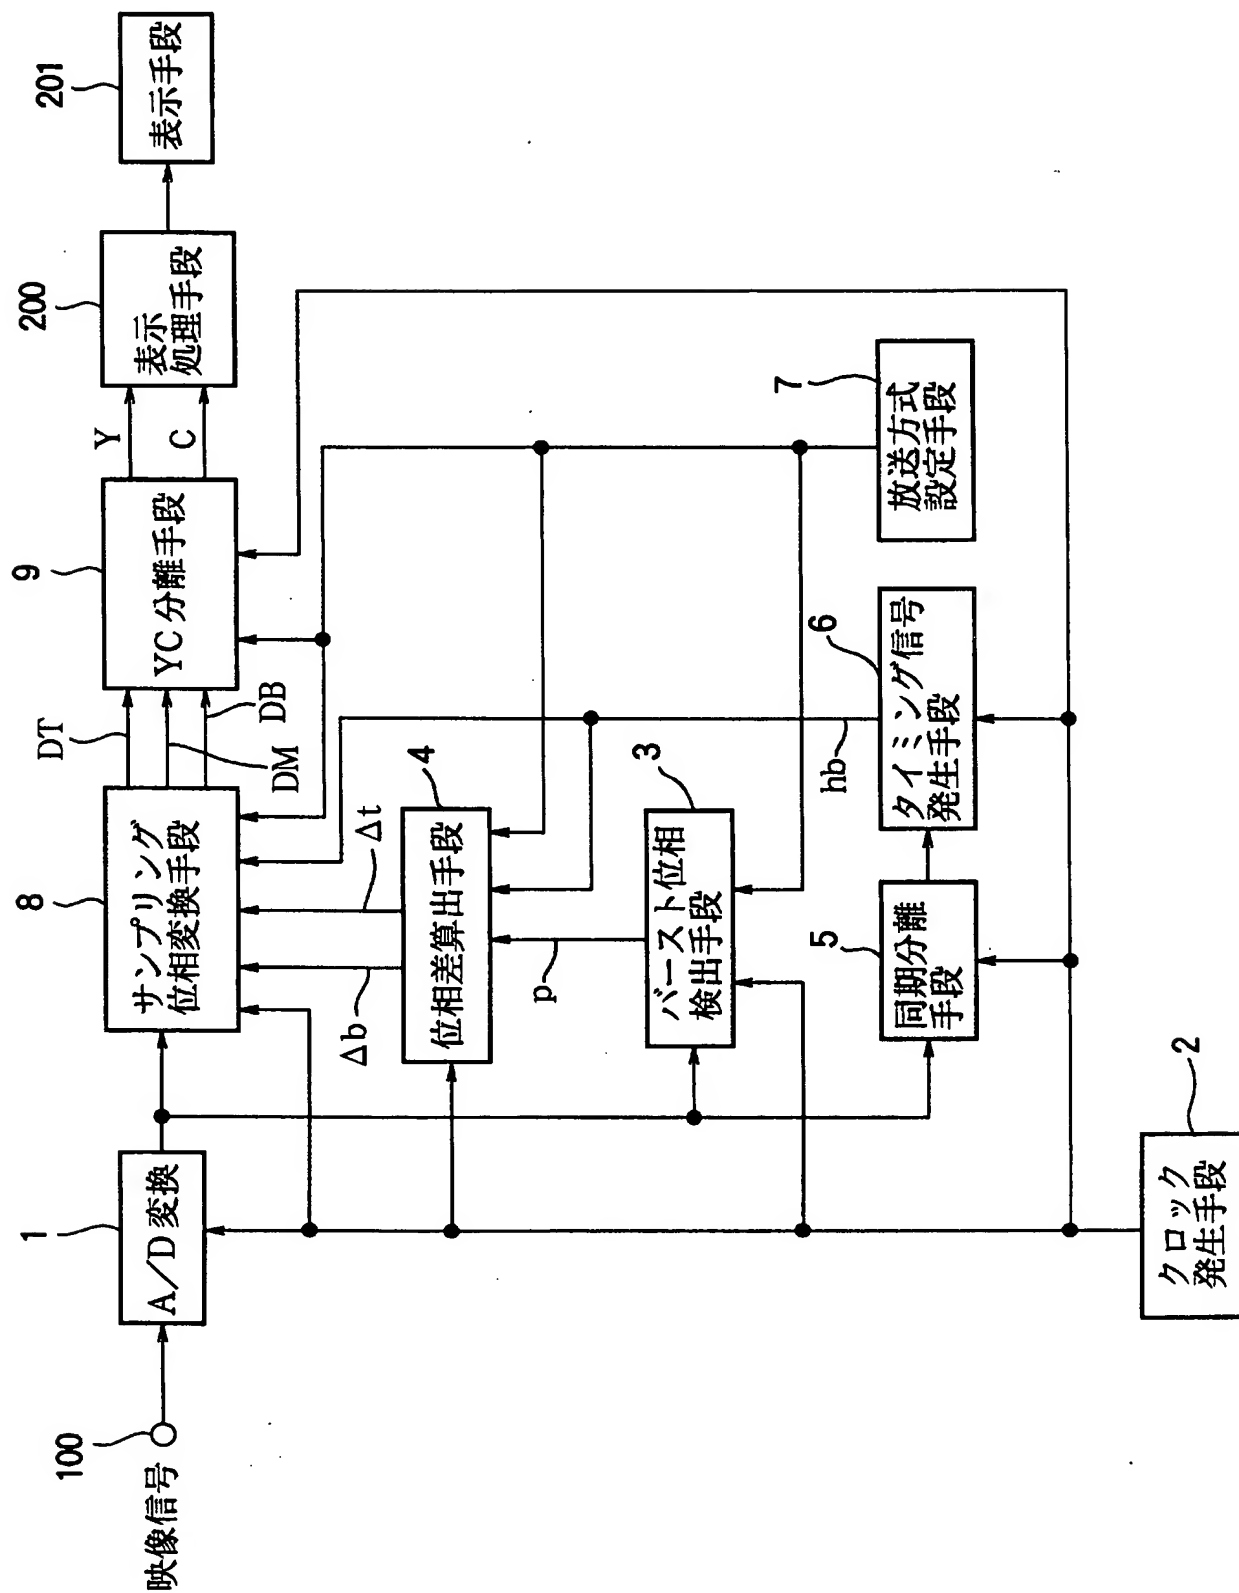 映像信号
100
1
A/D変換
8
サンプリング
位相変換手段
DT
DM
DB
9
YC分離手段
Y
C
200
表示
処理手段
201
表示手段
Δb
Δt
4
位相差算出手段
p
3
バースト位相
検出手段
5
同期分離
手段
6
タイミング信号
発生手段
hb
7
放送方式
設定手段
2
クロック
発生手段